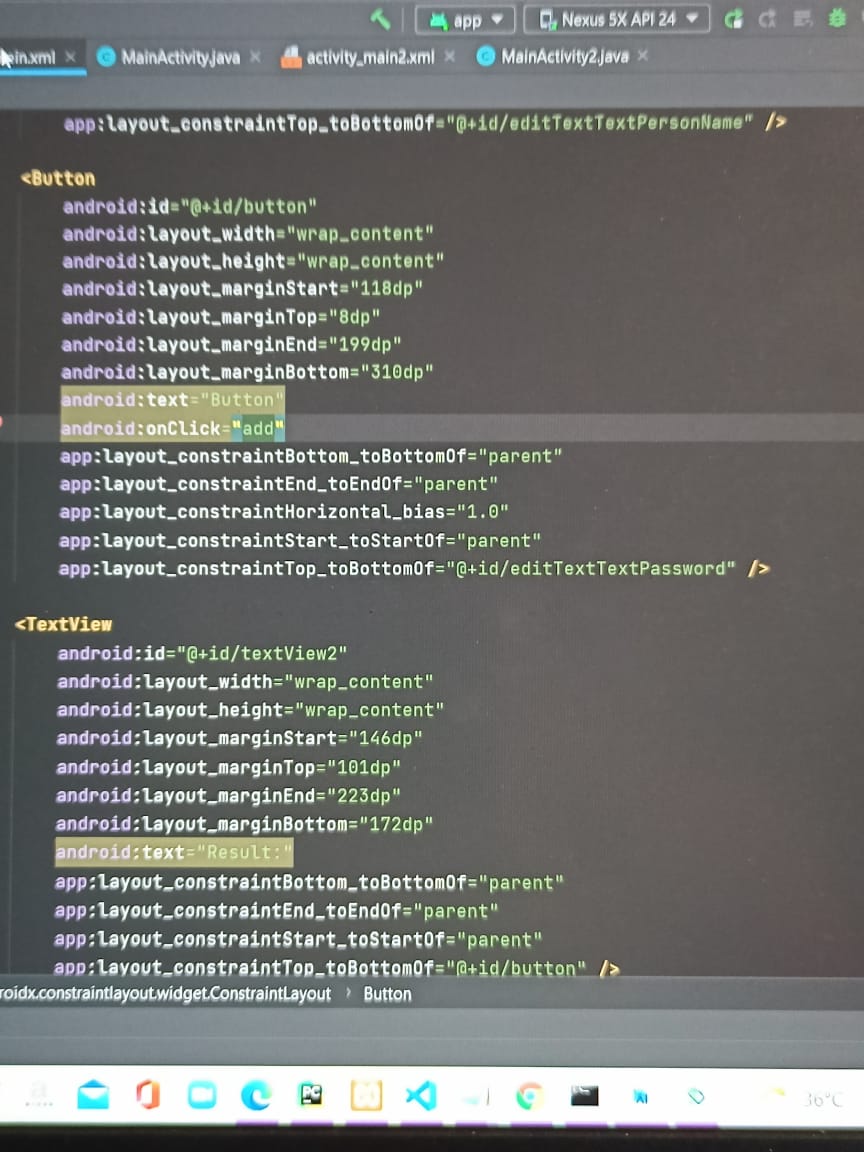 app
Nexus 5X API 24
in.xml
MainActivity.java
activity_main2.xml
MainActivity2.java
app:layout_constraintTop_toBottomOf="@+id/editTextTextPersonName" />
<Button
android:id="@+id/button"
android:layout_width="wrap_content"
android:layout_height="wrap_content"
android:layout_marginStart="118dp"
android:layout_marginTop="8dp"
android:layout_marginEnd="199dp"
android:layout_marginBottom="310dp"
android:text="Button"
android:onClick="add"
app:layout_constraintBottom_toBottomOf="parent"
app:layout_constraintEnd_toEndOf="parent"
app:layout_constraintHorizontal_bias="1.0"
app:layout_constraintStart_toStartOf="parent"
app:layout_constraintTop_toBottomOf="@+id/editTextTextPassword" />
<TextView
android:id="@+id/textView2"
android:layout_width="wrap_content"
android:layout_height="wrap_content"
android:layout_marginStart="146dp"
android:layout_marginTop="101dp"
android:layout_marginEnd="223dp"
android:layout_marginBottom="172dp"
android:text="Result:"
app:layout_constraintBottom_toBottomOf="parent"
app:layout_constraintEnd_toEndOf="parent"
app:layout_constraintStart_toStartOf="parent"
app:layout_constraintTop_toBottomOf="@+id/button" />
roidx.constraintlayout.widget.ConstraintLayout › Button
PC
36°C